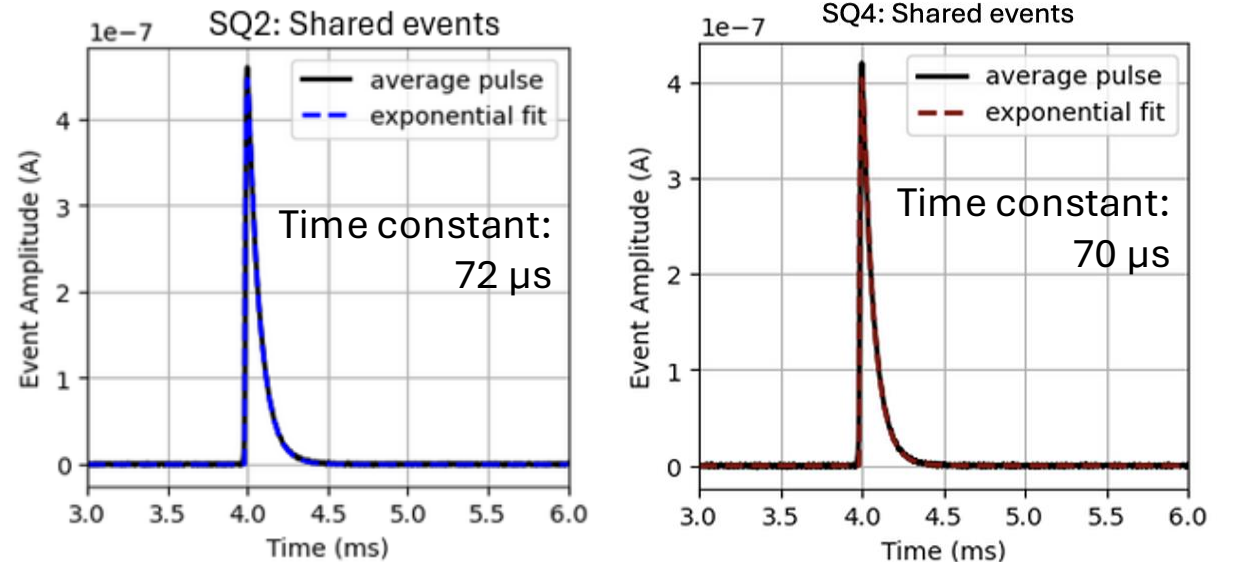 SQ2: Shared events
1e−7
average pulse
exponential fit
Time constant:
72 μs
Event Amplitude (A)
4
3
2
1
0
3.0 3.5 4.0 4.5 5.0 5.5 6.0
Time (ms)
SQ4: Shared events
1e−7
average pulse
exponential fit
Time constant:
70 μs
Event Amplitude (A)
4
3
2
1
0
3.0 3.5 4.0 4.5 5.0 5.5 6.0
Time (ms)